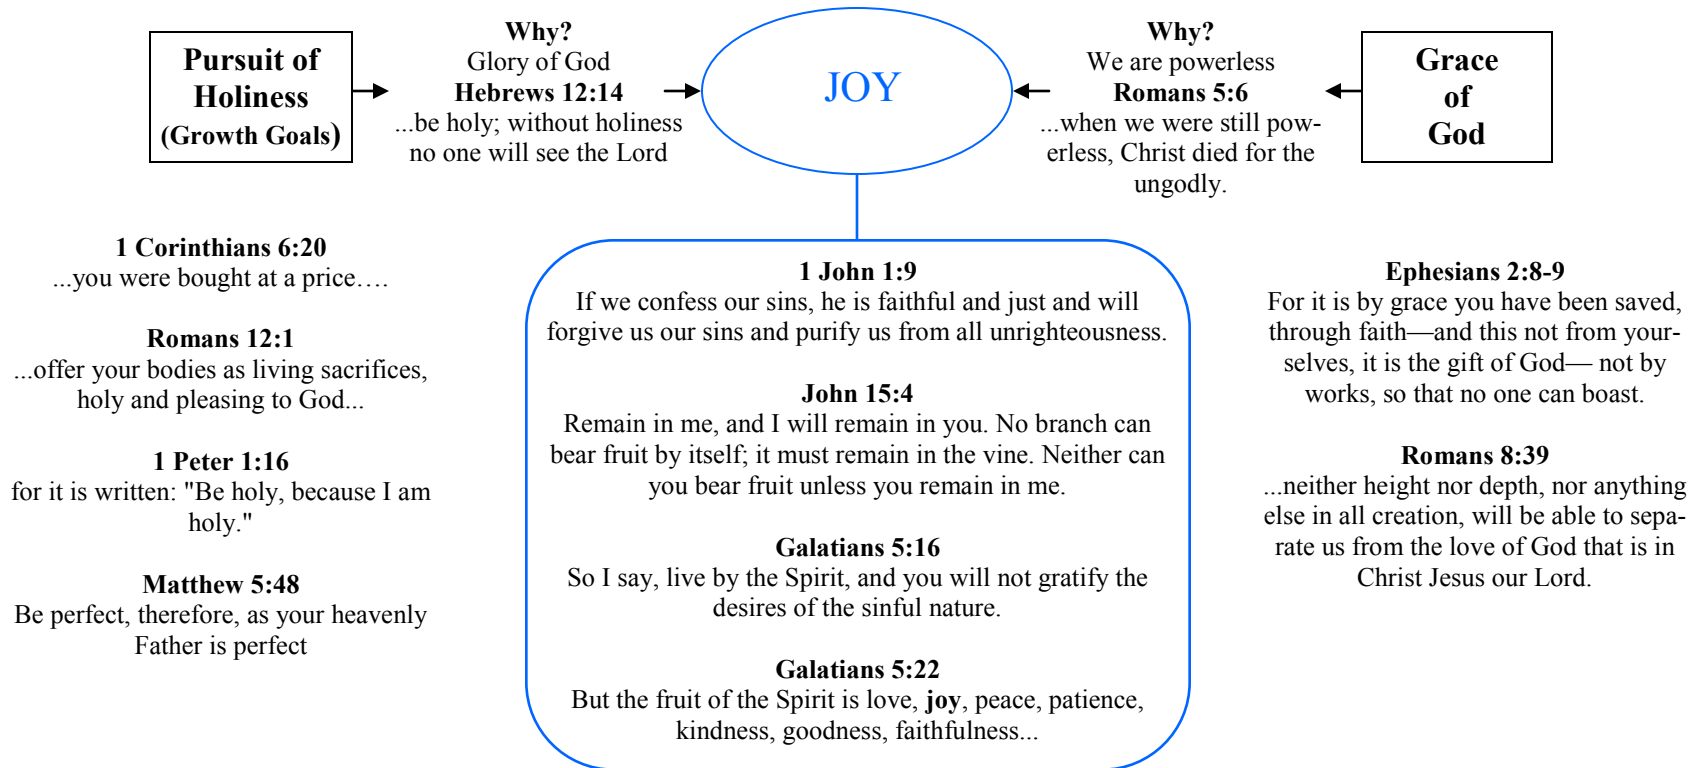 Pursuit of
Holiness
(Growth Goals)
Why?
Glory of God
Hebrews 12:14
...be holy; without holiness
no one will see the Lord
JOY
Why?
We are powerless
Romans 5:6
...when we were still pow-
erless, Christ died for the
ungodly.
Grace
of
God
1 Corinthians 6:20
...you were bought at a price….
Romans 12:1
...offer your bodies as living sacrifices,
holy and pleasing to God...
1 Peter 1:16
for it is written: "Be holy, because I am
holy."
Matthew 5:48
Be perfect, therefore, as your heavenly
Father is perfect
1 John 1:9
If we confess our sins, he is faithful and just and will
forgive us our sins and purify us from all unrighteousness.
John 15:4
Remain in me, and I will remain in you. No branch can
bear fruit by itself; it must remain in the vine. Neither can
you bear fruit unless you remain in me.
Galatians 5:16
So I say, live by the Spirit, and you will not gratify the
desires of the sinful nature.
Galatians 5:22
But the fruit of the Spirit is love, joy, peace, patience,
kindness, goodness, faithfulness...
Ephesians 2:8-9
For it is by grace you have been saved,
through faith—and this not from your-
selves, it is the gift of God— not by
works, so that no one can boast.
Romans 8:39
...neither height nor depth, nor anything
else in all creation, will be able to sepa-
rate us from the love of God that is in
Christ Jesus our Lord.